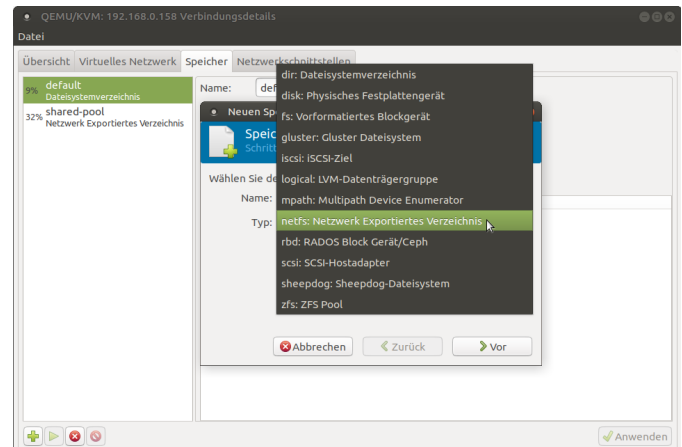 QEMU/KVM: 192.168.0.158 Verbindungsdetails
Datei
Übersicht Virtuelles Netzwerk Speicher Netzwerkschnittstellen
9% default
Dateisystemverzeichnis
32% shared-pool
Netzwerk Exportiertes Verzeichnis
Name: def
Neuen Sp
Speic
Schritt
Wählen Sie de
Name:
Typ:
dir: Dateisystemverzeichnis
disk: Physisches Festplattengerät
fs: Vorformatiertes Blockgerät
gluster: Gluster Dateisystem
iscsi: iSCSI-Ziel
logical: LVM-Datenträgergruppe
mpath: Multipath Device Enumerator
netfs: Netzwerk Exportiertes Verzeichnis
rbd: RADOS Block Gerät/Ceph
scsi: SCSI-Hostadapter
sheepdog: Sheepdog-Dateisystem
zfs: ZFS Pool
Abbrechen Zurück Vor
Anwenden